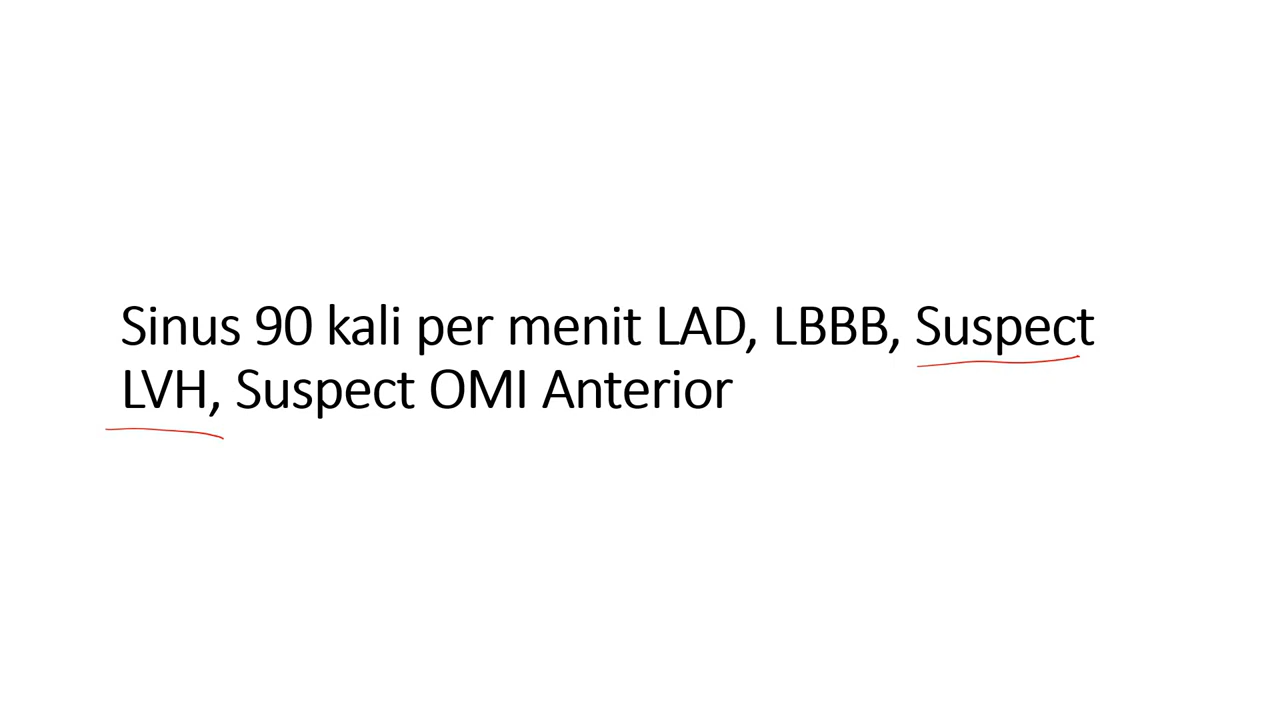 Sinus 90 kali per menit LAD, LBBB, Suspect
LVH, Suspect OMI Anterior